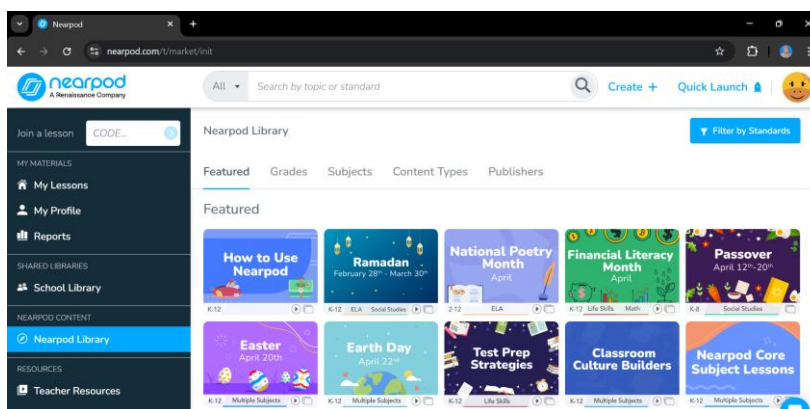 Nearpod
nearpod.com/t/market/init
nearpod
A Renaissance Company
All
Search by topic or standard
Create +
Quick Launch
Join a lesson
CODE...
MY MATERIALS
My Lessons
My Profile
Reports
SHARED LIBRARIES
School Library
NEARPOD CONTENT
Nearpod Library
RESOURCES
Teacher Resources
Nearpod Library
Filter by Standards
Featured Grades Subjects Content Types Publishers
Featured
How to Use
Nearpod
K-12
Ramadan
February 28th - March 30th
K-12 ELA Social Studies
National Poetry
Month
April
2-12 ELA
Financial Literacy
Month
April
K-12 Life Skills Math
Passover
April 12th-20th
K-8 Social Studies
Easter
April 20th
K-12 Multiple Subjects
Earth Day
April 22nd
K-12 Multiple Subjects
Test Prep
Strategies
K-12 Life Skills
Classroom
Culture Builders
K-12 Multiple Subjects
Nearpod Core
Subject Lessons
K-12 Multiple Subjects